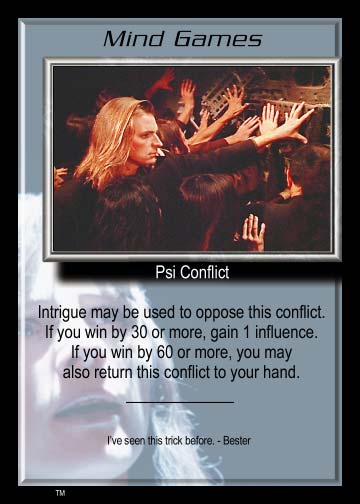 Mind Games
Psi Conflict
Intrigue may be used to oppose this conflict.
If you win by 30 or more, gain 1 influence.
If you win by 60 or more, you may
also return this conflict to your hand.
I've seen this trick before. - Bester
TM